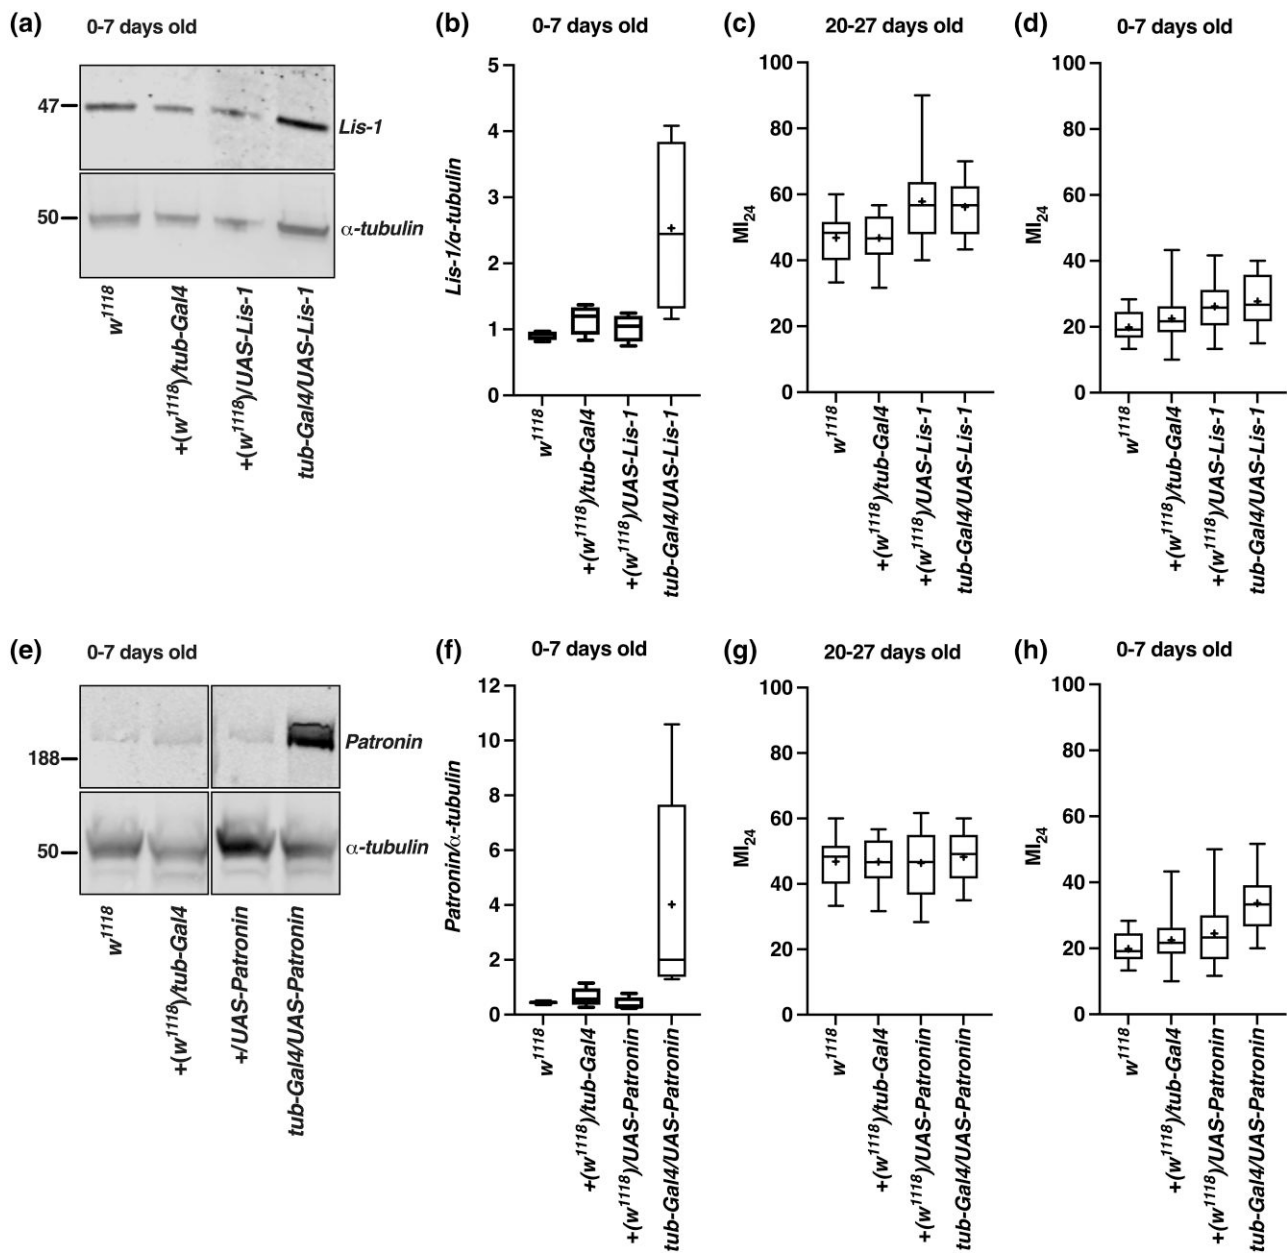 (a) 0-7 days old
47
Lis-1
50
α-tubulin
w1118
+(w1118)/tub-Gal4
+(w1118)/UAS-Lis-1
tub-Gal4/UAS-Lis-1
(b) 0-7 days old
Lis-1/α-tubulin
5
4
3
2
1
0
w1118
+(w1118)/tub-Gal4
+(w1118)/UAS-Lis-1
tub-Gal4/UAS-Lis-1
(c) 20-27 days old
MI24
100
80
60
40
20
0
w1118
+(w1118)/tub-Gal4
+(w1118)/UAS-Lis-1
tub-Gal4/UAS-Lis-1
(d) 0-7 days old
MI24
100
80
60
40
20
0
w1118
+(w1118)/tub-Gal4
+(w1118)/UAS-Lis-1
tub-Gal4/UAS-Lis-1
(e) 0-7 days old
Patronin
188
50
α-tubulin
w1118
+(w1118)/tub-Gal4
+/UAS-Patronin
tub-Gal4/UAS-Patronin
(f) 0-7 days old
Patronin/α-tubulin
12
10
8
6
4
2
0
w1118
+(w1118)/tub-Gal4
+(w1118)/UAS-Patronin
tub-Gal4/UAS-Patronin
(g) 20-27 days old
MI24
100
80
60
40
20
0
w1118
+(w1118)/tub-Gal4
+(w1118)/UAS-Patronin
tub-Gal4/UAS-Patronin
(h) 0-7 days old
MI24
100
80
60
40
20
0
w1118
+(w1118)/tub-Gal4
+(w1118)/UAS-Patronin
tub-Gal4/UAS-Patronin